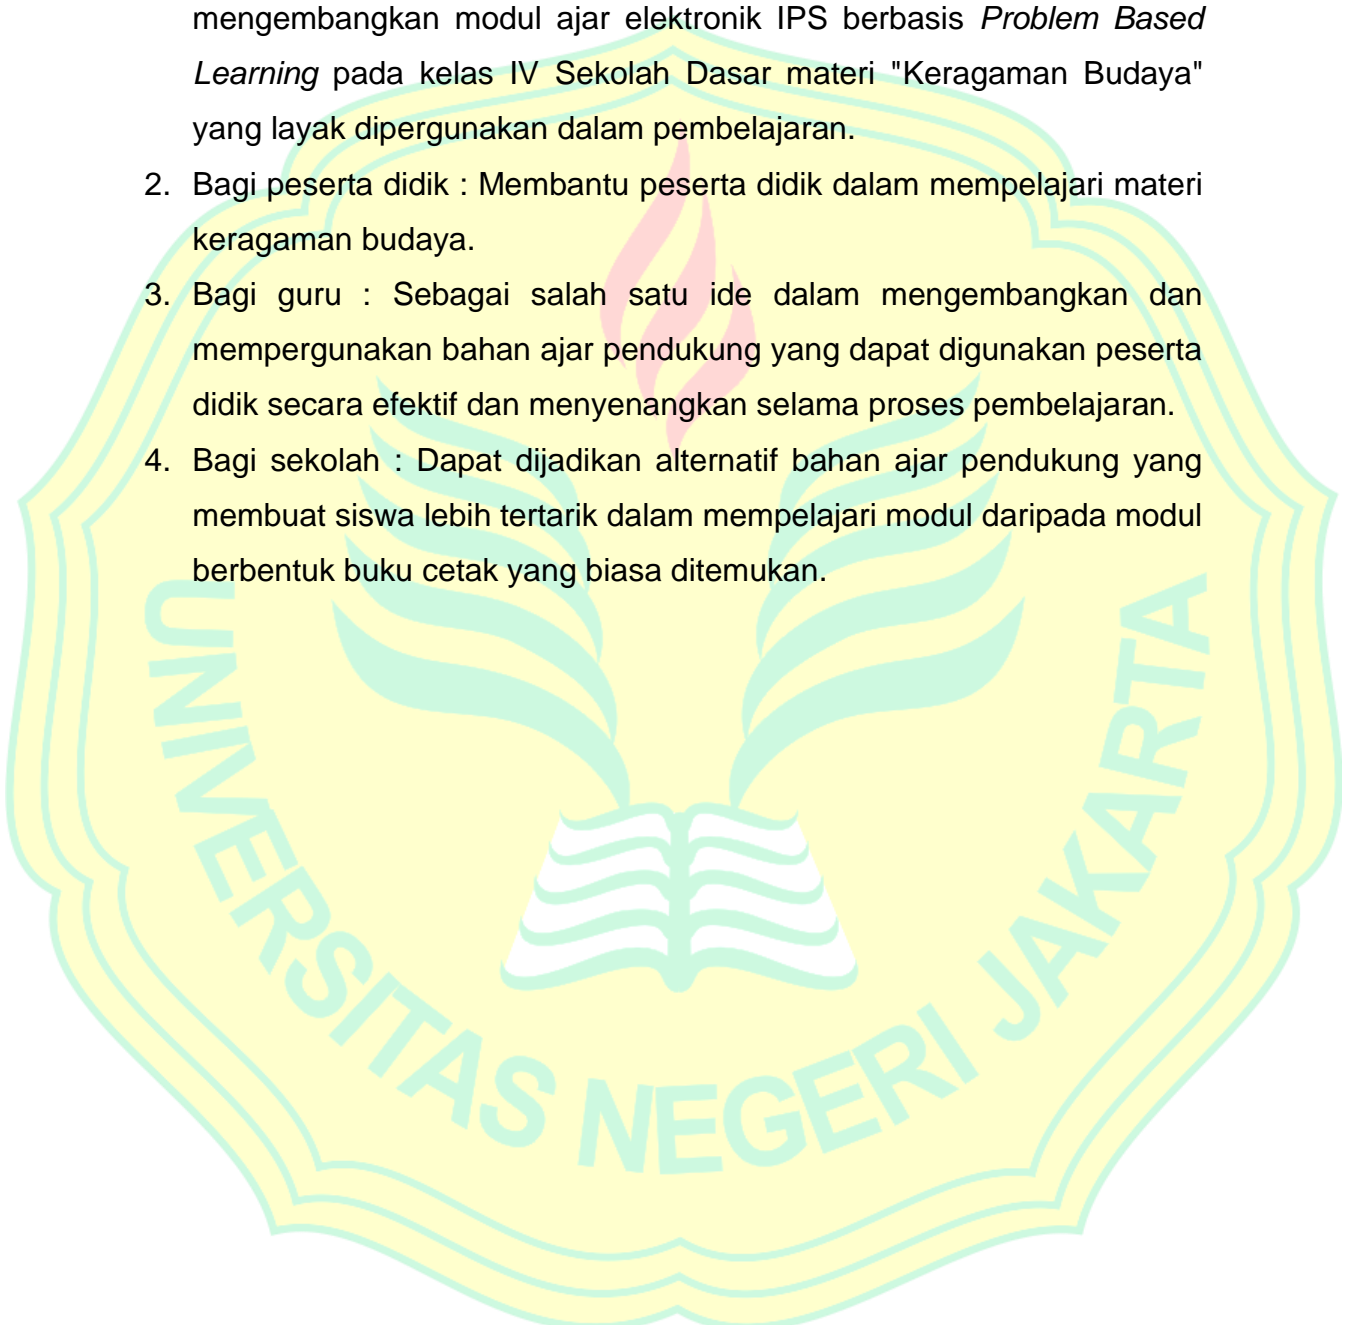 mengembangkan modul ajar elektronik IPS berbasis Problem Based
Learning pada kelas IV Sekolah Dasar materi "Keragaman Budaya"
yang layak dipergunakan dalam pembelajaran.
2. Bagi peserta didik : Membantu peserta didik dalam mempelajari materi
keragaman budaya.
3. Bagi guru : Sebagai salah satu ide dalam mengembangkan dan
mempergunakan bahan ajar pendukung yang dapat digunakan peserta
didik secara efektif dan menyenangkan selama proses pembelajaran.
4. Bagi sekolah : Dapat dijadikan alternatif bahan ajar pendukung yang
membuat siswa lebih tertarik dalam mempelajari modul daripada modul
berbentuk buku cetak yang biasa ditemukan.
UNIVERSITAS NEGERI JAKARTA